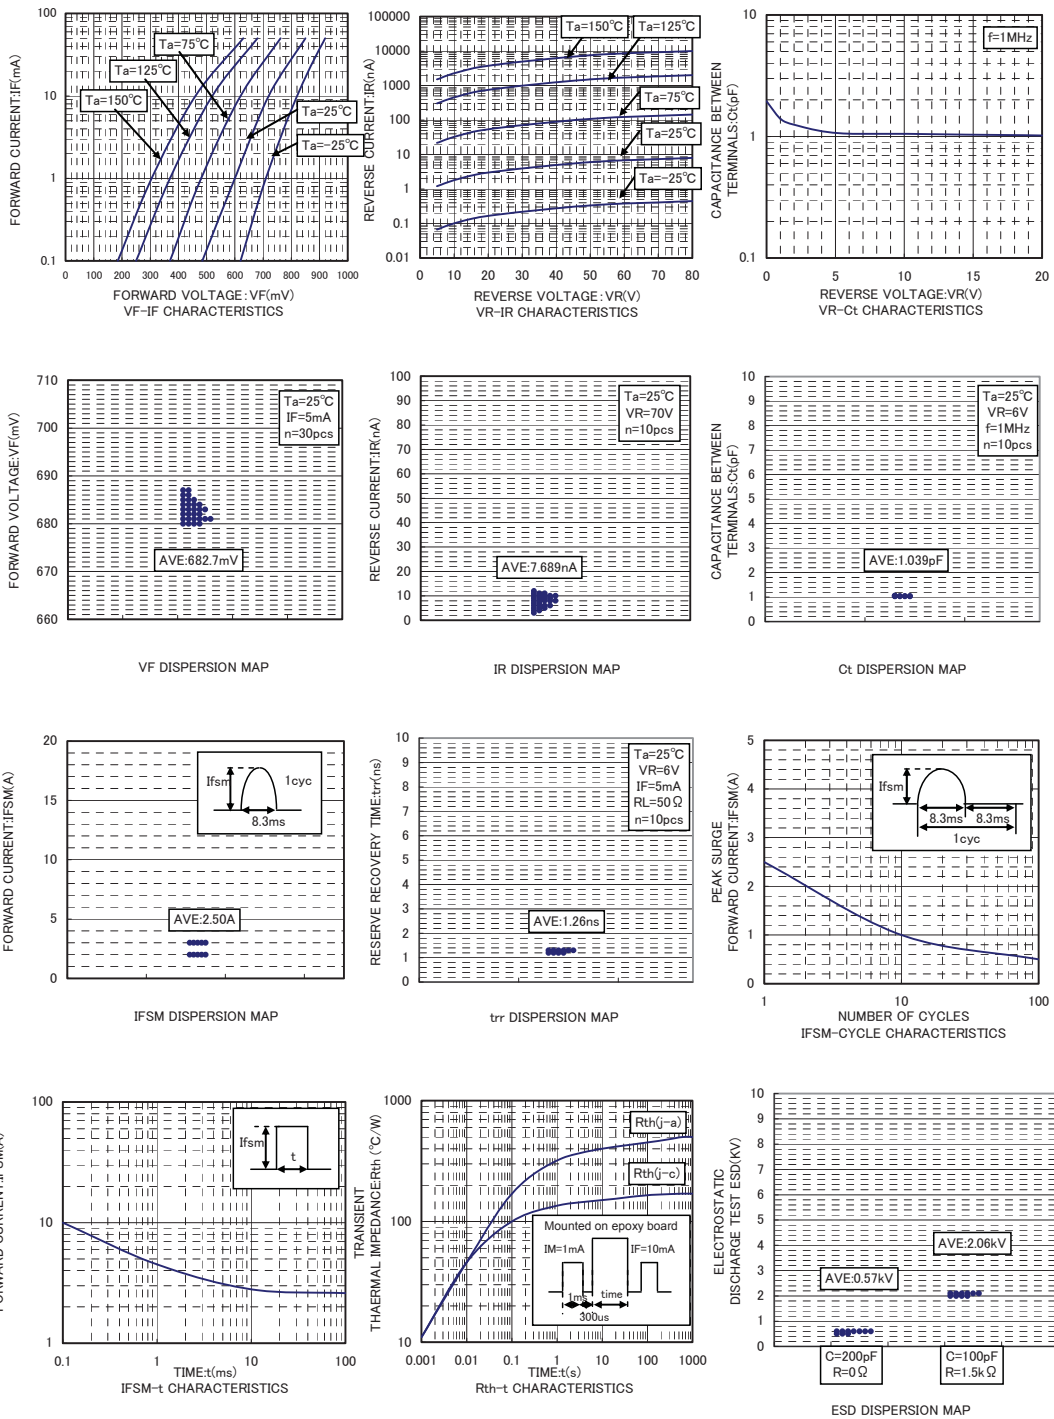 100
10
1
0.1
FORWARD CURRENT:IF(mA)
Ta=75℃
Ta=125℃
Ta=150℃
Ta=25℃
Ta=-25℃
0 100 200 300 400 500 600 700 800 900 1000
FORWARD VOLTAGE:VF(mV)
VF-IF CHARACTERISTICS
100000
10000
1000
100
10
1
0.1
0.01
REVERSE CURRENT:IR(nA)
Ta=150℃
Ta=125℃
Ta=75℃
Ta=25℃
Ta=-25℃
0 10 20 30 40 50 60 70 80
REVERSE VOLTAGE:VR(V)
VR-IR CHARACTERISTICS
10
1
0.1
CAPACITANCE BETWEEN
TERMINALS:Ct(pF)
f=1MHz
0 5 10 15 20
REVERSE VOLTAGE:VR(V)
VR-Ct CHARACTERISTICS
710
700
690
680
670
660
FORWARD VOLTAGE:VF(mV)
Ta=25℃
IF=5mA
n=30pcs
AVE:682.7mV
VF DISPERSION MAP
100
90
80
70
60
50
40
30
20
10
0
REVERSE CURRENT:IR(nA)
Ta=25℃
VR=70V
n=10pcs
AVE:7.689nA
IR DISPERSION MAP
10
9
8
7
6
5
4
3
2
1
0
CAPACITANCE BETWEEN
TERMINALS:Ct(pF)
Ta=25℃
VR=6V
f=1MHz
n=10pcs
AVE:1.039pF
Ct DISPERSION MAP
20
15
10
5
0
FORWARD CURRENT:IFSM(A)
Ifsm
1cyc
8.3ms
AVE:2.50A
IFSM DISPERSION MAP
10
9
8
7
6
5
4
3
2
1
0
RESERVE RECOVERY TIME:trr(ns)
Ta=25℃
VR=6V
IF=5mA
RL=50Ω
n=10pcs
AVE:1.26ns
trr DISPERSION MAP
5
4
3
2
1
0
PEAK SURGE
FORWARD CURRENT:IFSM(A)
Ifsm
8.3ms 8.3ms
1cyc
1 10 100
NUMBER OF CYCLES
IFSM-CYCLE CHARACTERISTICS
100
10
1
Ifsm
t
0.1 1 10 100
TIME:t(ms)
IFSM-t CHARACTERISTICS
1000
100
10
TRANSIENT
THAERMAL IMPEDANCE:Rth (℃/W)
Rth(j-a)
Rth(j-c)
Mounted on epoxy board
IM=1mA IF=10mA
1ms time
300us
0.001 0.01 0.1 1 10 100 1000
TIME:t(s)
Rth-t CHARACTERISTICS
10
9
8
7
6
5
4
3
2
1
0
ELECTROSTATIC
DISCHARGE TEST ESD(KV)
AVE:2.06kV
AVE:0.57kV
C=200pF
R=0Ω
C=100pF
R=1.5kΩ
ESD DISPERSION MAP